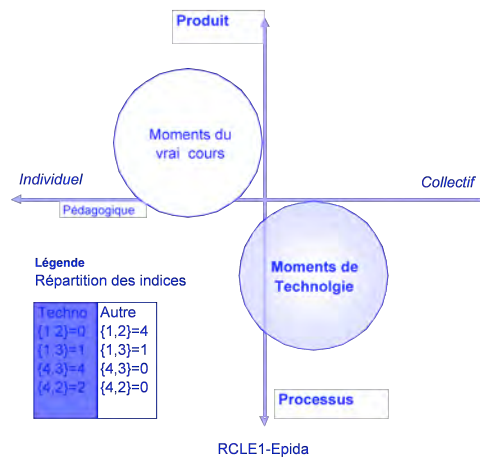 Produit
Moments du
vrai cours
Individuel
Collectif
Pédagogique
Moments de
Technolgie
Légende
Répartition des indices
Techno Autre
{1,2}=0 {1,2}=4
{1,3}=1 {1,3}=1
{4,3}=4 {4,3}=0
{4,2}=2 {4,2}=0
Processus
RCLE1-Epida